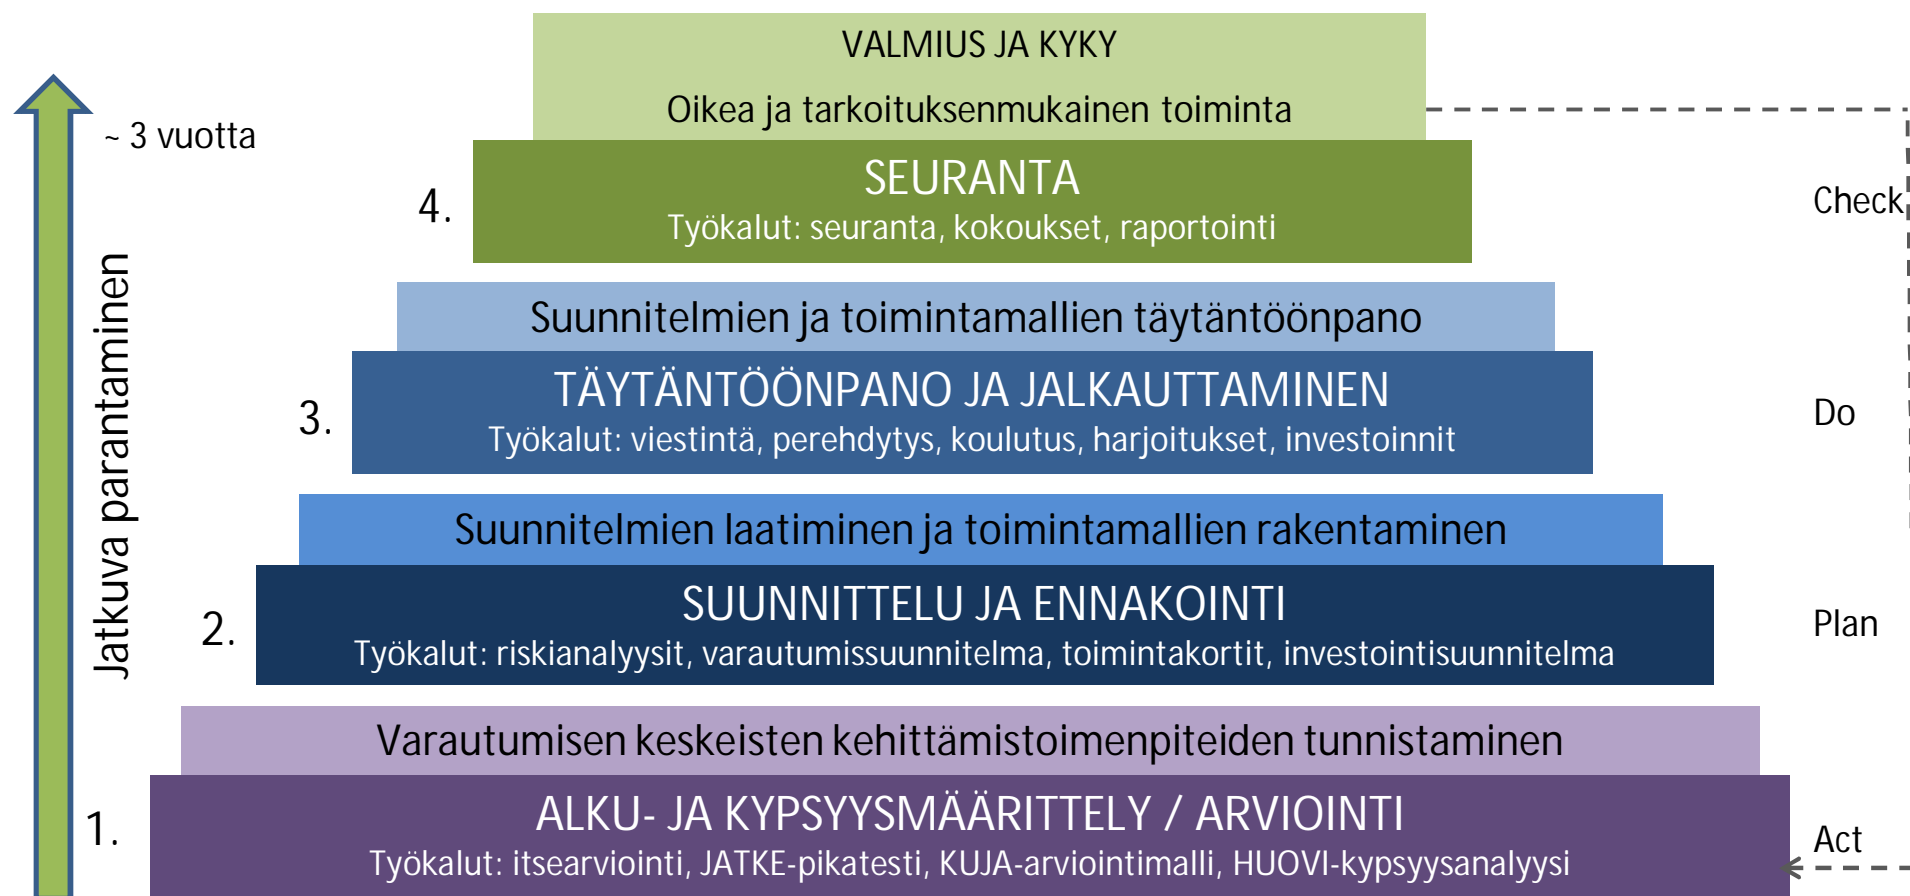 VALMIUS JA KYKY
Oikea ja tarkoituksenmukainen toiminta
~ 3 vuotta
4.
SEURANTA
Työkalut: seuranta, kokoukset, raportointi
Check
Suunnitelmien ja toimintamallien täytäntöönpano
3.
TÄYTÄNTÖÖNPANO JA JALKAUTTAMINEN
Työkalut: viestintä, perehdytys, koulutus, harjoitukset, investoinnit
Do
Jatkuva parantaminen
Suunnitelmien laatiminen ja toimintamallien rakentaminen
2.
SUUNNITTELU JA ENNAKOINTI
Työkalut: riskianalyysit, varautumissuunnitelma, toimintakortit, investointisuunnitelma
Plan
Varautumisen keskeisten kehittämistoimenpiteiden tunnistaminen
1.
ALKU- JA KYPSYYSMÄÄRITTELY / ARVIOINTI
Työkalut: itsearviointi, JATKE-pikatesti, KUJA-arviointimalli, HUOVI-kypsyysanalyysi
Act